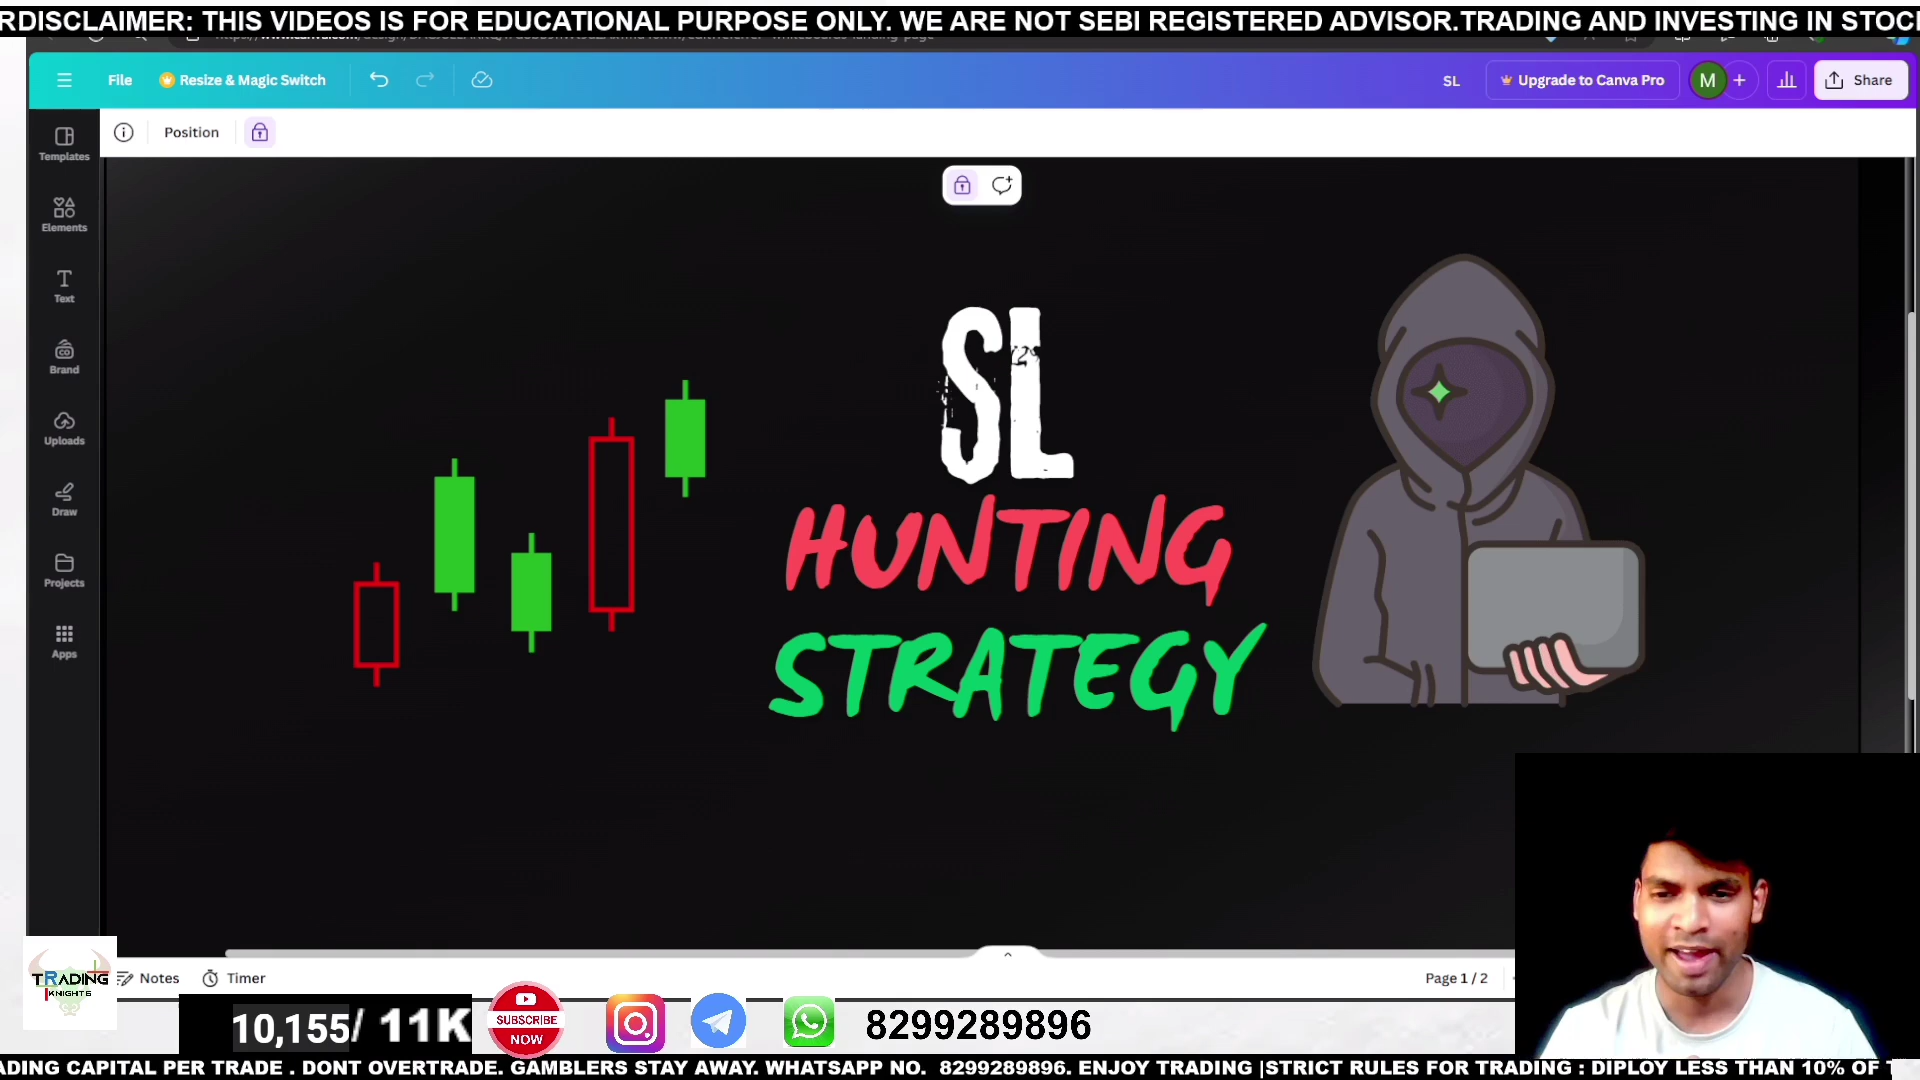 RDISCLAIMER: THIS VIDEOS IS FOR EDUCATIONAL PURPOSE ONLY. WE ARE NOT SEBI REGISTERED ADVISOR.TRADING AND INVESTING IN STOC
File
Resize & Magic Switch
SL
Upgrade to Canva Pro
M
Share
Position
Templates
Elements
Text
Brand
Uploads
Draw
Projects
Apps
SL
HUNTING
STRATEGY
Notes
Timer
Page 1 / 2
TRADING
KNIGHTS
10,155/ 11K
SUBSCRIBE
NOW
8299289896
ADING CAPITAL PER TRADE . DONT OVERTRADE. GAMBLERS STAY AWAY. WHATSAPP NO. 8299289896. ENJOY TRADING |STRICT RULES FOR TRADING : DIPLOY LESS THAN 10% OF